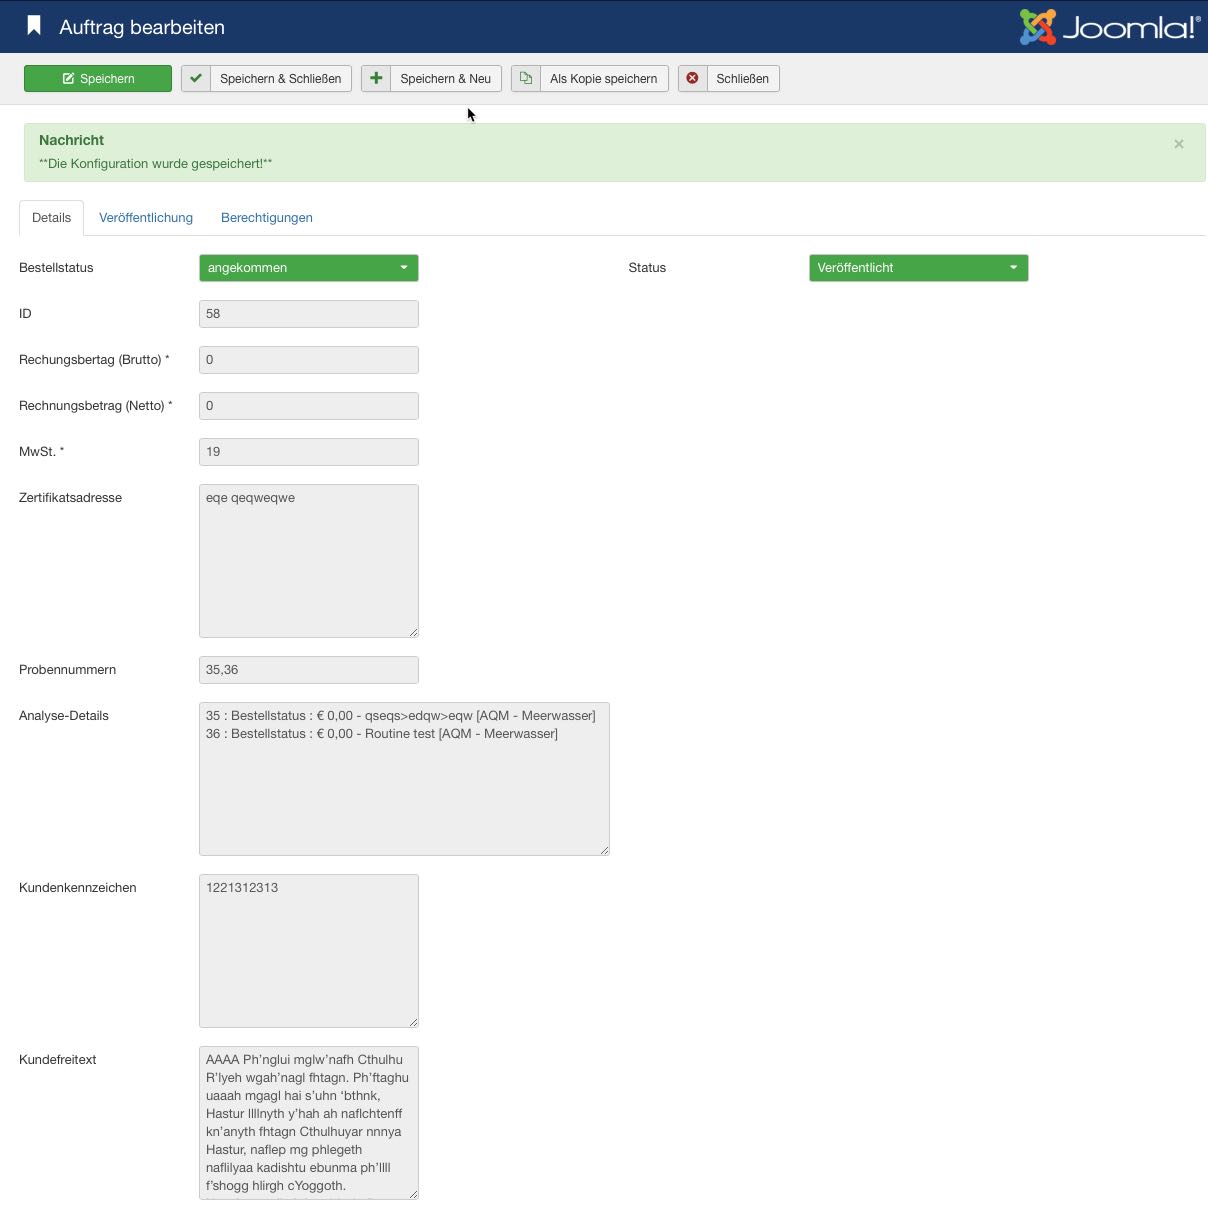 Auftrag bearbeiten
Joomla!®
Speichern
Speichern & Schließen
Speichern & Neu
Als Kopie speichern
Schließen
Nachricht
×
**Die Konfiguration wurde gespeichert!**
Details
Veröffentlichung
Berechtigungen
Bestellstatus
angekommen
Status
Veröffentlicht
ID
58
Rechungsbertag (Brutto) *
0
Rechnungsbetrag (Netto) *
0
MwSt. *
19
Zertifikatsadresse
eqe qeqweqwe
Probennummern
35,36
Analyse-Details
35 : Bestellstatus : € 0,00 - qseqs>edqw>eqw [AQM - Meerwasser]
36 : Bestellstatus : € 0,00 - Routine test [AQM - Meerwasser]
Kundenkennzeichen
1221312313
Kundefreitext
AAAA Ph’nglui mglw’nafh Cthulhu
R’lyeh wgah’nagl fhtagn. Ph’ftaghu
uaaah mgagl hai s’uhn ‘bthnk,
Hastur llllnyth y’hah ah naflchtenff
kn’anyth fhtagn Cthulhuyar nnnya
Hastur, naflep mg phlegeth
naflilyaa kadishtu ebunma ph’llll
f’shogg hlirgh cYoggoth.